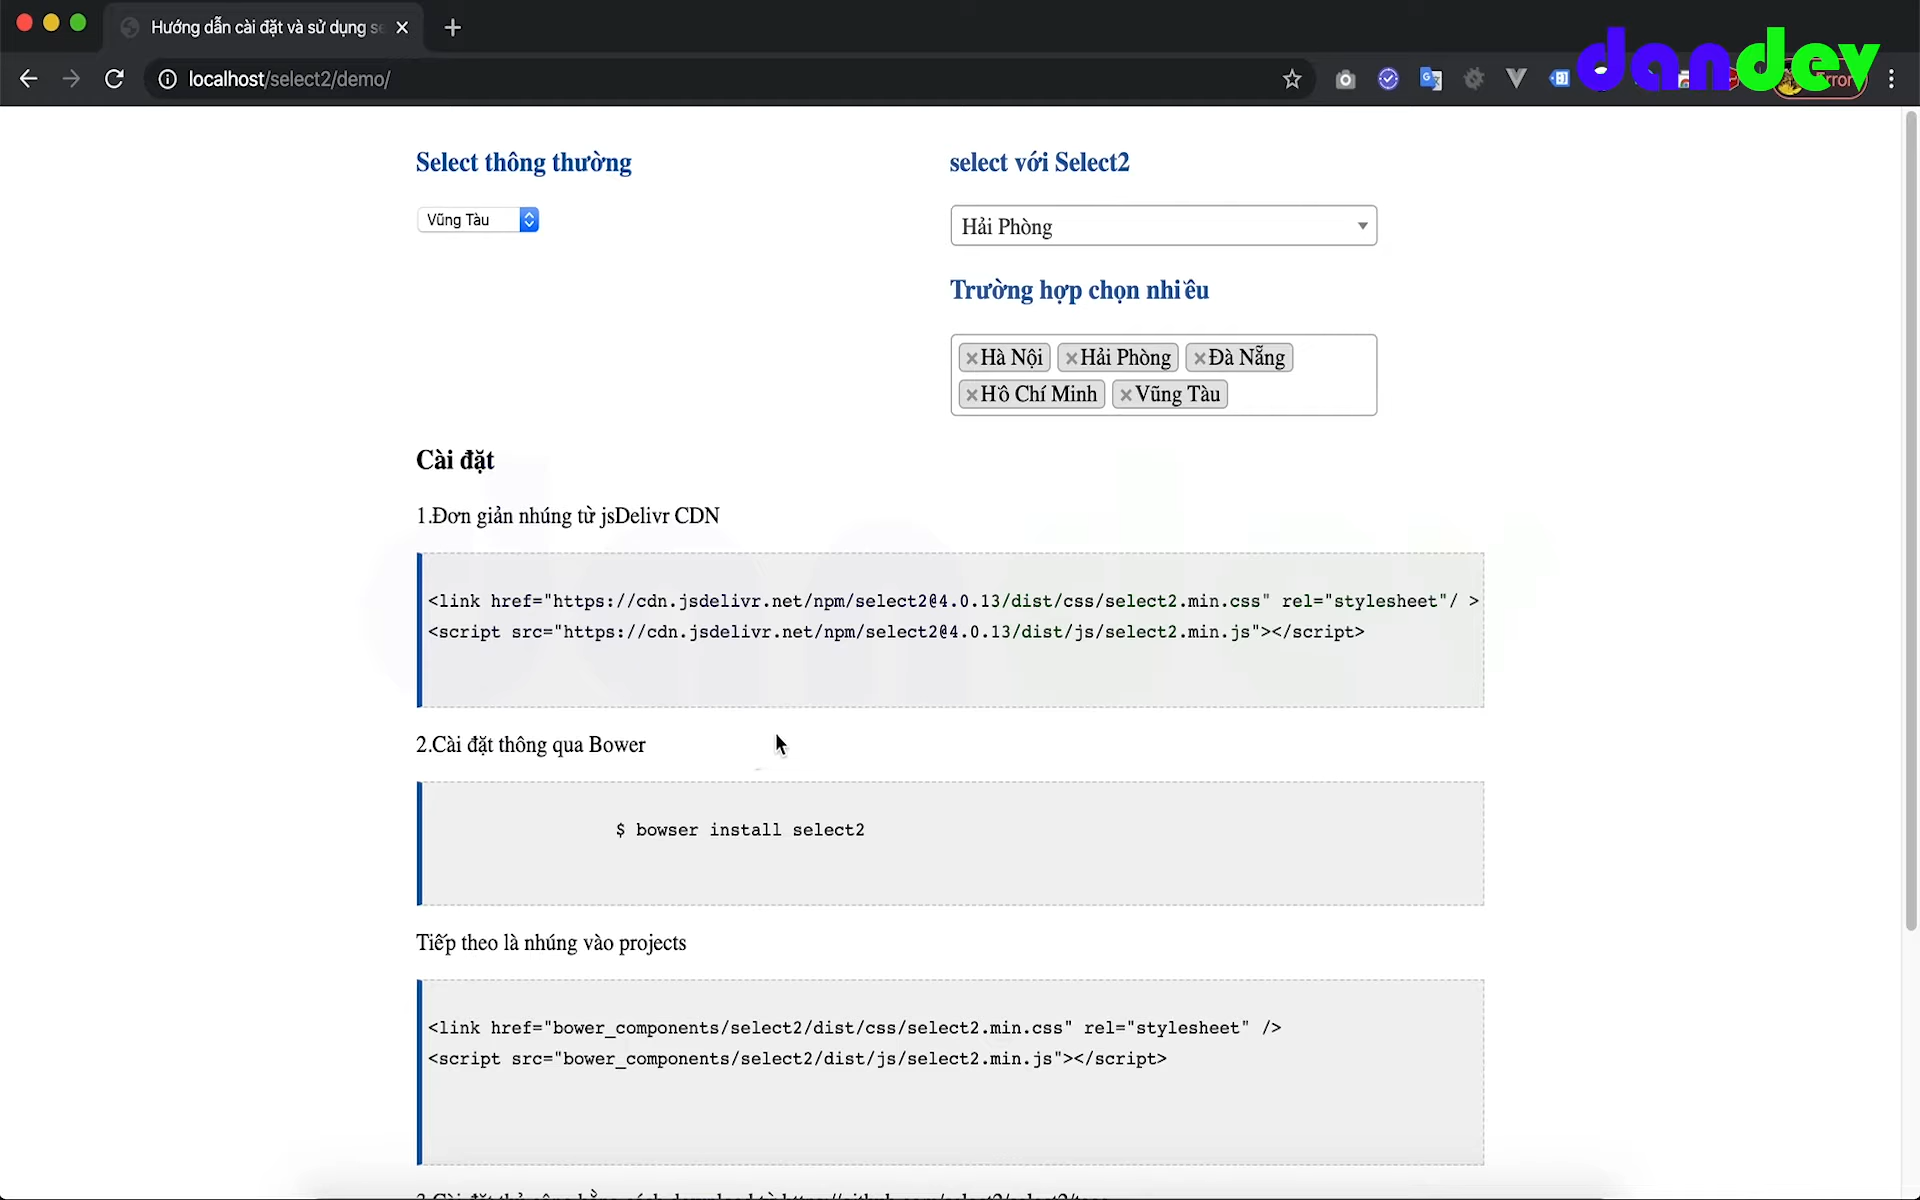 Hướng dẫn cài đặt và sử dụng se
localhost/select2/demo/
dandev
Select thông thường
select với Select2
Vũng Tàu
Hải Phòng
Trường hợp chọn nhiều
×Hà Nội ×Hải Phòng ×Đà Nẵng
×Hồ Chí Minh ×Vũng Tàu
Cài đặt
1.Đơn giản nhúng từ jsDelivr CDN
<link href="https://cdn.jsdelivr.net/npm/select2@4.0.13/dist/css/select2.min.css" rel="stylesheet"/ >
<script src="https://cdn.jsdelivr.net/npm/select2@4.0.13/dist/js/select2.min.js"></script>
2.Cài đặt thông qua Bower
$ bowser install select2
Tiếp theo là nhúng vào projects
<link href="bower_components/select2/dist/css/select2.min.css" rel="stylesheet" />
<script src="bower_components/select2/dist/js/select2.min.js"></script>